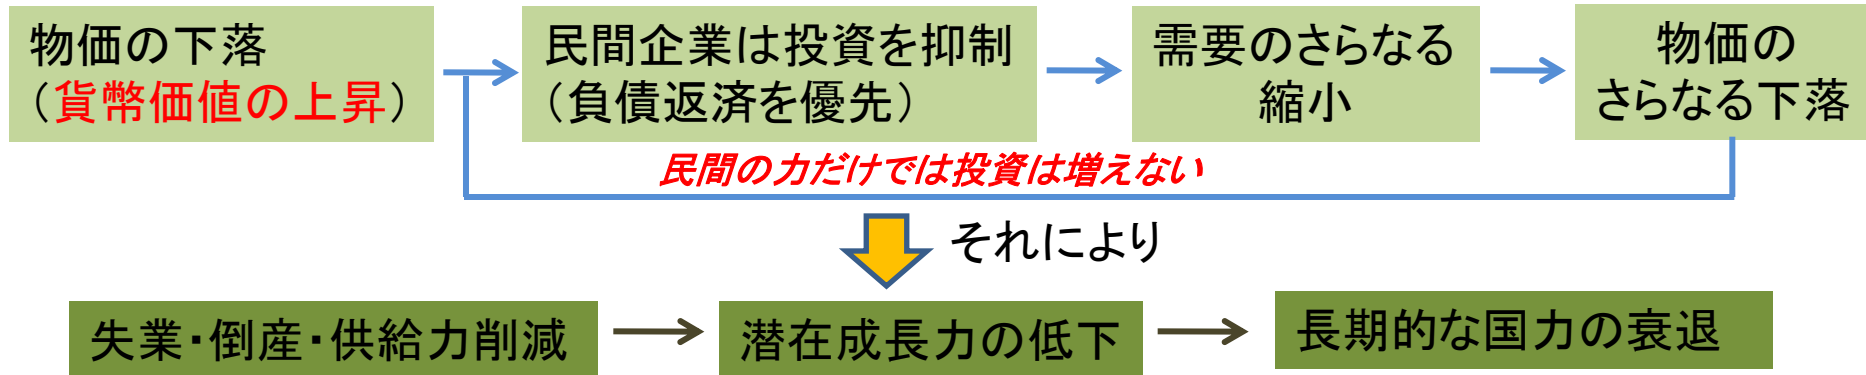 物価の下落
（貨幣価値の上昇）
民間企業は投資を抑制
（負債返済を優先）
需要のさらなる
縮小
物価の
さらなる下落
民間の力だけでは投資は増えない
それにより
失業・倒産・供給力削減
潜在成長力の低下
長期的な国力の衰退